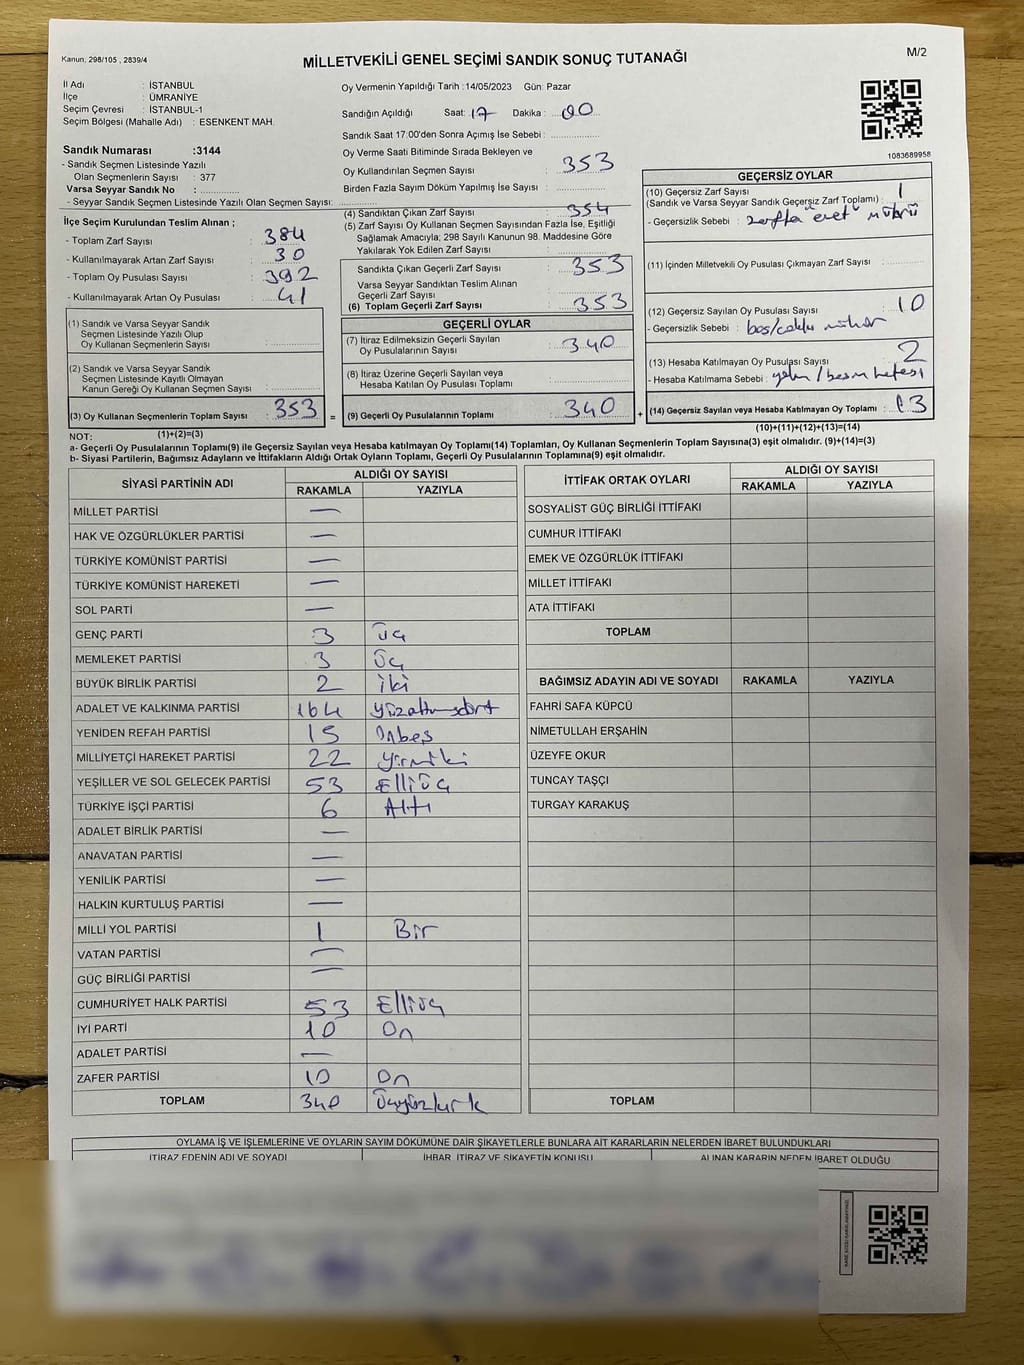 Kanun: 298/105 , 2839/4
MİLLETVEKİLİ GENEL SEÇİMİ SANDIK SONUÇ TUTANAĞI
M/2
İl Adı : İSTANBUL
İlçe : ÜMRANİYE
Seçim Çevresi : İSTANBUL-1
Seçim Bölgesi (Mahalle Adı) : ESENKENT MAH.
Oy Vermenin Yapıldığı Tarih :14/05/2023 Gün: Pazar
Sandığın Açıldığı Saat: 17 Dakika : 00
Sandık Saat 17:00'den Sonra Açımış İse Sebebi :
Oy Verme Saati Bitiminde Sırada Bekleyen ve
Oy Kullandırılan Seçmen Sayısı : 353
Birden Fazla Sayım Döküm Yapılmış İse Sayısı :
1083689958
Sandık Numarası :3144
- Sandık Seçmen Listesinde Yazılı
Olan Seçmenlerin Sayısı : 377
Varsa Seyyar Sandık No :
- Seyyar Sandık Seçmen Listesinde Yazılı Olan Seçmen Sayısı:
İlçe Seçim Kurulundan Teslim Alınan ;
- Toplam Zarf Sayısı : 384
- Kullanılmayarak Artan Zarf Sayısı : 30
- Toplam Oy Pusulası Sayısı : 392
- Kullanılmayarak Artan Oy Pusulası : 41
(1) Sandık ve Varsa Seyyar Sandık
Seçmen Listesinde Yazılı Olup
Oy Kullanan Seçmenlerin Sayısı :
(2) Sandık ve Varsa Seyyar Sandık
Seçmen Listesinde Kayıtlı Olmayan
Kanun Gereği Oy Kullanan Seçmen Sayısı :
(3) Oy Kullanan Seçmenlerin Toplam Sayısı : 353 =
(1)+(2)=(3)
(4) Sandıktan Çıkan Zarf Sayısı : 354
(5) Zarf Sayısı Oy Kullanan Seçmen Sayısından Fazla İse, Eşitliği
Sağlamak Amacıyla; 298 Sayılı Kanunun 98. Maddesine Göre
Yakılarak Yok Edilen Zarf Sayısı :
Sandıkta Çıkan Geçerli Zarf Sayısı : 353
Varsa Seyyar Sandıktan Teslim Alınan
Geçerli Zarf Sayısı :
(6) Toplam Geçerli Zarf Sayısı : 353
GEÇERLİ OYLAR
(7) İtiraz Edilmeksizin Geçerli Sayılan
Oy Pusulalarının Sayısı : 340
(8) İtiraz Üzerine Geçerli Sayılan veya
Hesaba Katılan Oy Pusulası Toplamı :
(9) Geçerli Oy Pusulalarının Toplamı : 340 +
GEÇERSİZ OYLAR
(10) Geçersiz Zarf Sayısı 1
(Sandık ve Varsa Seyyar Sandık Geçersiz Zarf Toplamı) :
- Geçersizlik Sebebi : zarfta evet mührü
(11) İçinden Milletvekili Oy Pusulası Çıkmayan Zarf Sayısı :
(12) Geçersiz Sayılan Oy Pusulası Sayısı : 10
- Geçersizlik Sebebi : boş/çoklu mühür
(13) Hesaba Katılmayan Oy Pusulası Sayısı : 2
- Hesaba Katılmama Sebebi : /basım hatası
(14) Geçersiz Sayılan veya Hesaba Katılmayan Oy Toplamı : 13
(10)+(11)+(12)+(13)=(14)
NOT:
a- Geçerli Oy Pusulalarının Toplamı(9) ile Geçersiz Sayılan veya Hesaba katılmayan Oy Toplamı(14) Toplamları, Oy Kullanan Seçmenlerin Toplam Sayısına(3) eşit olmalıdır. (9)+(14)=(3)
b- Siyasi Partilerin, Bağımsız Adayların ve İttifakların Aldığı Ortak Oyların Toplamı, Geçerli Oy Pusulalarının Toplamına(9) eşit olmalıdır.
SİYASİ PARTİNİN ADI ALDIĞI OY SAYISI
RAKAMLA YAZIYLA
MİLLET PARTİSİ —
HAK VE ÖZGÜRLÜKLER PARTİSİ —
TÜRKİYE KOMÜNİST PARTİSİ —
TÜRKİYE KOMÜNİST HAREKETİ —
SOL PARTİ —
GENÇ PARTİ 3 Üç
MEMLEKET PARTİSİ 3 Üç
BÜYÜK BİRLİK PARTİSİ 2 iki
ADALET VE KALKINMA PARTİSİ 164 yüzaltmışdört
YENİDEN REFAH PARTİSİ 15 Onbeş
MİLLİYETÇİ HAREKET PARTİSİ 22 yirmiiki
YEŞİLLER VE SOL GELECEK PARTİSİ 53 Elliüç
TÜRKİYE İŞÇİ PARTİSİ 6 Altı
ADALET BİRLİK PARTİSİ —
ANAVATAN PARTİSİ —
YENİLİK PARTİSİ —
HALKIN KURTULUŞ PARTİSİ —
MİLLİ YOL PARTİSİ 1 Bir
VATAN PARTİSİ —
GÜÇ BİRLİĞİ PARTİSİ —
CUMHURİYET HALK PARTİSİ 53 Elliüç
İYİ PARTİ 10 On
ADALET PARTİSİ —
ZAFER PARTİSİ 10 On
TOPLAM 340 Üçyüzkırk
İTTİFAK ORTAK OYLARI ALDIĞI OY SAYISI
RAKAMLA YAZIYLA
SOSYALİST GÜÇ BİRLİĞİ İTTİFAKI
CUMHUR İTTİFAKI
EMEK VE ÖZGÜRLÜK İTTİFAKI
MİLLET İTTİFAKI
ATA İTTİFAKI
TOPLAM
BAĞIMSIZ ADAYIN ADI VE SOYADI RAKAMLA YAZIYLA
FAHRİ SAFA KÜPCÜ
NİMETULLAH ERŞAHİN
ÜZEYFE OKUR
TUNCAY TAŞÇI
TURGAY KARAKUŞ
TOPLAM
OYLAMA İŞ VE İŞLEMLERİNE VE OYLARIN SAYIM DÖKÜMÜNE DAİR ŞİKAYETLERLE BUNLARA AİT KARARLARIN NELERDEN İBARET BULUNDUKLARI
İTİRAZ EDENİN ADI VE SOYADI İHBAR, İTİRAZ VE ŞİKAYETİN KONUSU ALINAN KARARIN NEDEN İBARET OLDUĞU